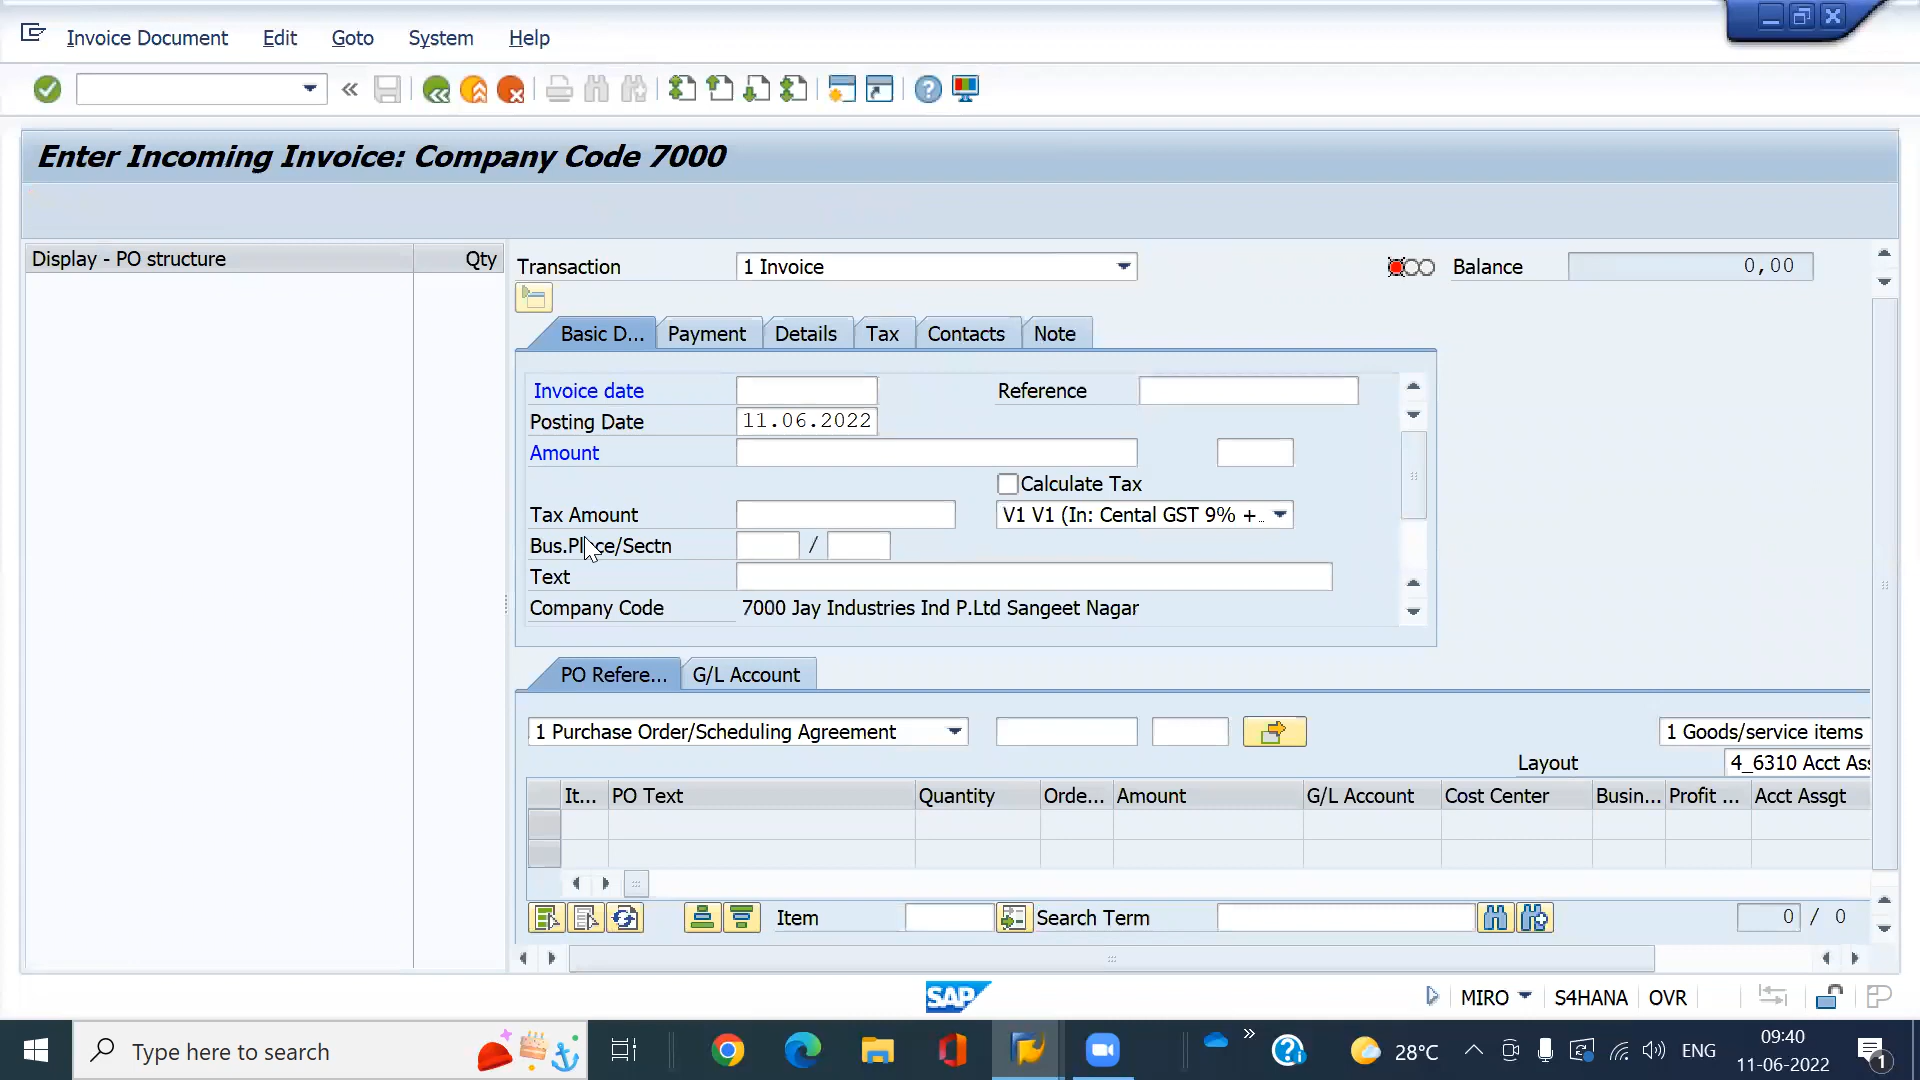 Invoice Document Edit Goto System Help
Enter Incoming Invoice: Company Code 7000
Display - PO structure Qty
Transaction 1 Invoice Balance 0,00
Basic D... Payment Details Tax Contacts Note
Invoice date Reference
Posting Date 11.06.2022
Amount
Calculate Tax
Tax Amount V1 V1 (In: Cental GST 9% +..
Bus.Place/Sectn /
Text
Company Code 7000 Jay Industries Ind P.Ltd Sangeet Nagar
PO Refere... G/L Account
1 Purchase Order/Scheduling Agreement 1 Goods/service items
Layout 4_6310 Acct Ass
It... PO Text Quantity Orde... Amount G/L Account Cost Center Busin... Profit ... Acct Assgt
Item Search Term 0 / 0
SAP
MIRO S4HANA OVR
Type here to search 28°C ENG 09:40
11-06-2022 1